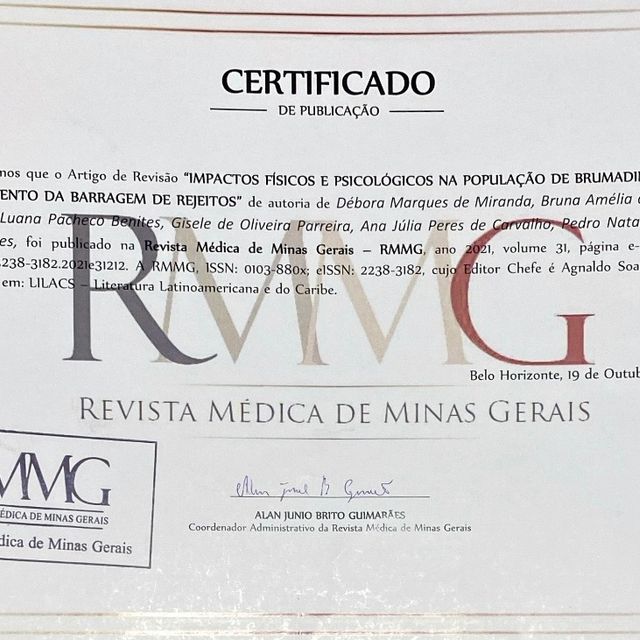 CERTIFICADO
DE PUBLICAÇÃO
nos que o Artigo de Revisão "IMPACTOS FÍSICOS E PSICOLÓGICOS NA POPULAÇÃO DE BRUMADI
ENTO DA BARRAGEM DE REJEITOS" de autoria de Débora Marques de Miranda, Bruna Amélia
Luana Pacheco Benites, Gisele de Oliveira Parreira, Ana Júlia Peres de Carvalho, Pedro Nata
es, foi publicado na Revista Médica de Minas Gerais – RMMG, ano 2021, volume 31, página e-
.2238-3182.2021e31212. A RMMG, ISSN: 0103-880x; eISSN: 2238-3182, cujo Editor Chefe é Agnaldo Soa
em: LILACS – Literatura Latinoamericana e do Caribe.
RMMG
Belo Horizonte, 19 de Outub
REVISTA MÉDICA DE MINAS GERAIS
MMG
ÉDICA DE MINAS GERAIS
dica de Minas Gerais
ALAN JUNIO BRITO GUIMARÃES
Coordenador Administrativo da Revista Médica de Minas Gerais